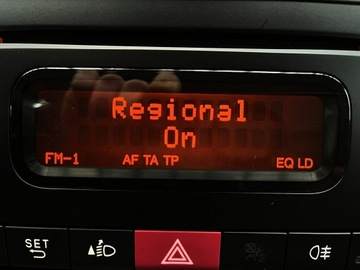 Regional
On
FM-1 AF TA TP EQ LD
SET